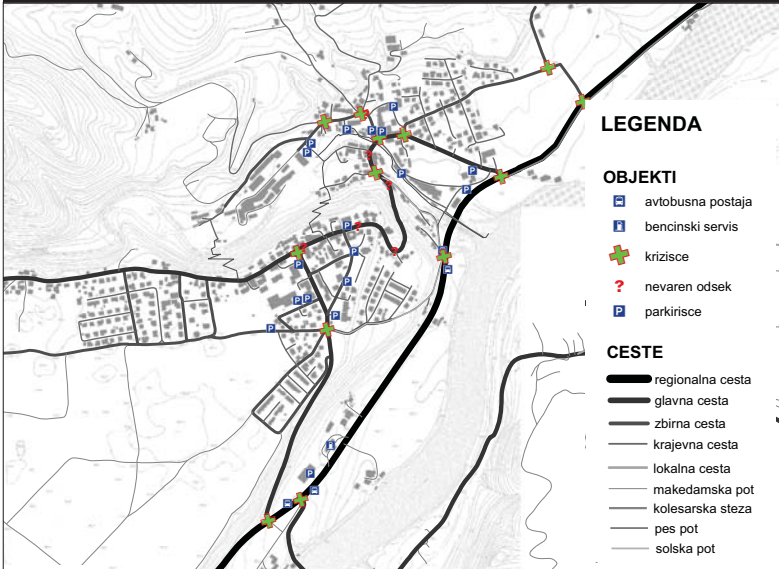 LEGENDA
OBJEKTI
avtobusna postaja
bencinski servis
krizisce
? nevaren odsek
P parkirisce
CESTE
regionalna cesta
glavna cesta
zbirna cesta
krajevna cesta
lokalna cesta
makedamska pot
kolesarska steza
pes pot
solska pot